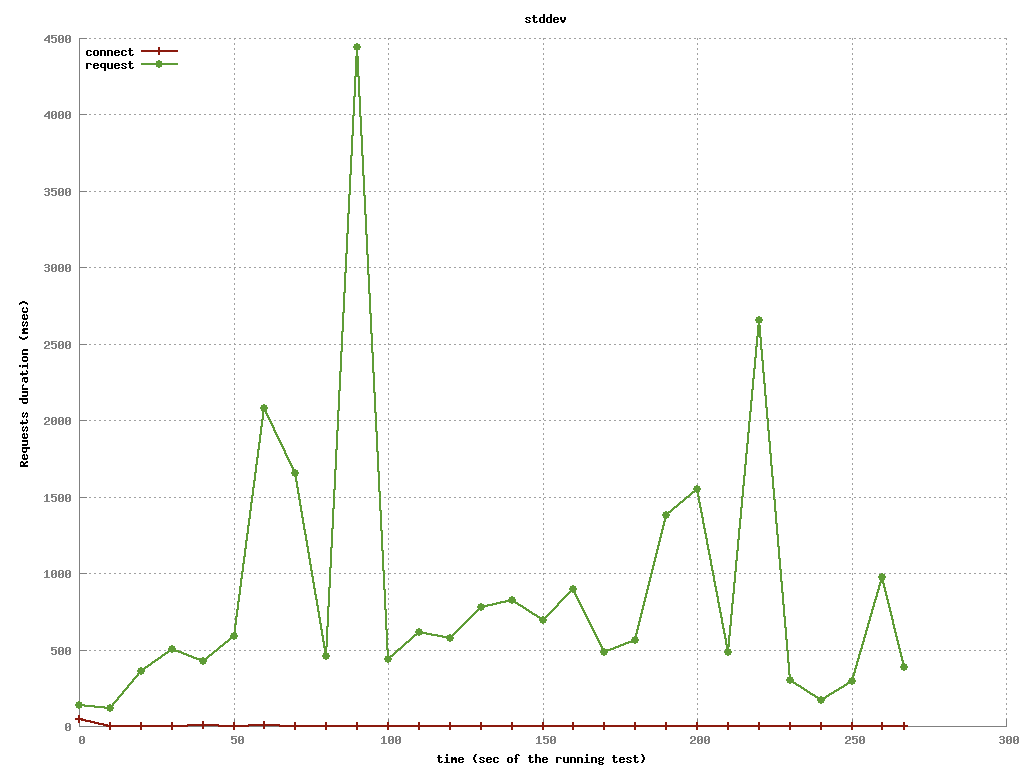 stddev
4500
connect
request
4000
3500
3000
2500
2000
1500
1000
500
0
Requests duration (msec)
0 50 100 150 200 250 300
time (sec of the running test)